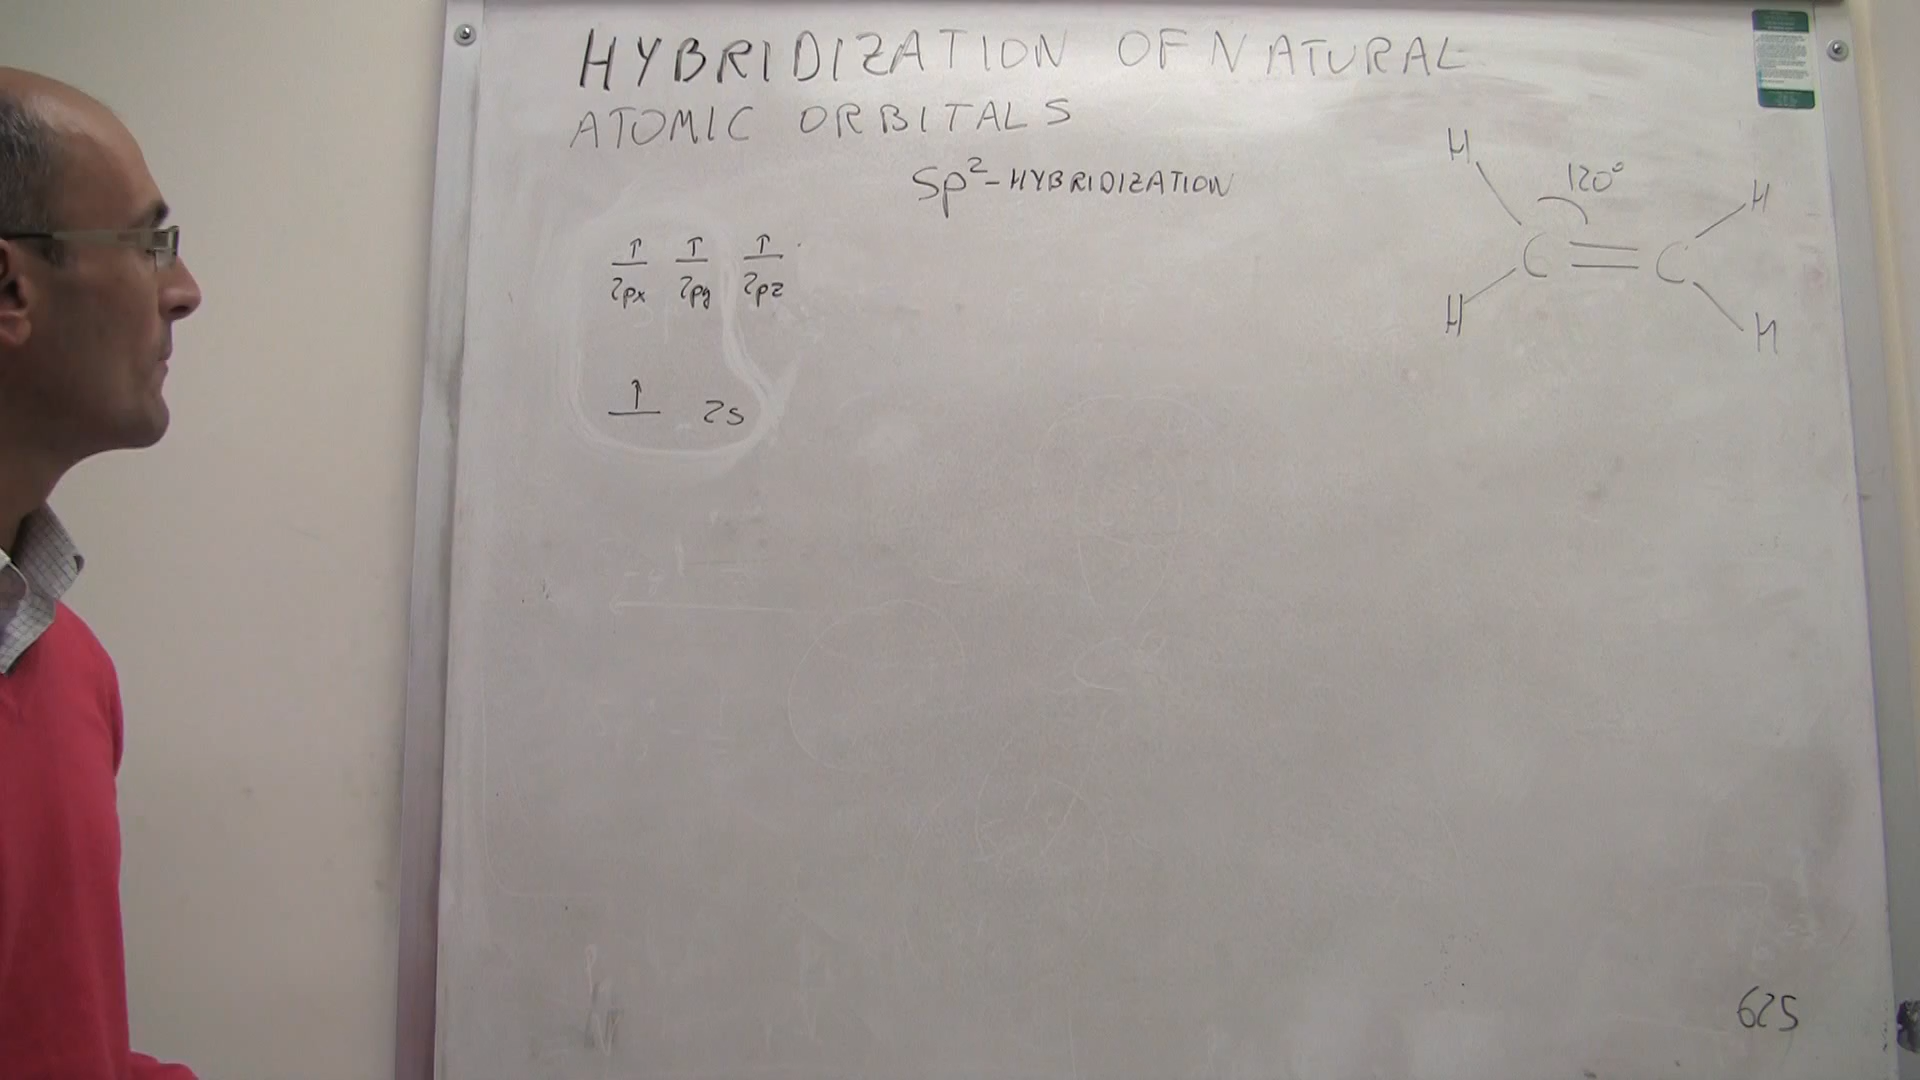 HYBRIDIZATION OF NATURAL
ATOMIC ORBITALS
Sp²-HYBRIDIZATION
↑ ↑ ↑
2px 2py 2pz
↑ 2s
H
120°
H
C = C
H
H
625